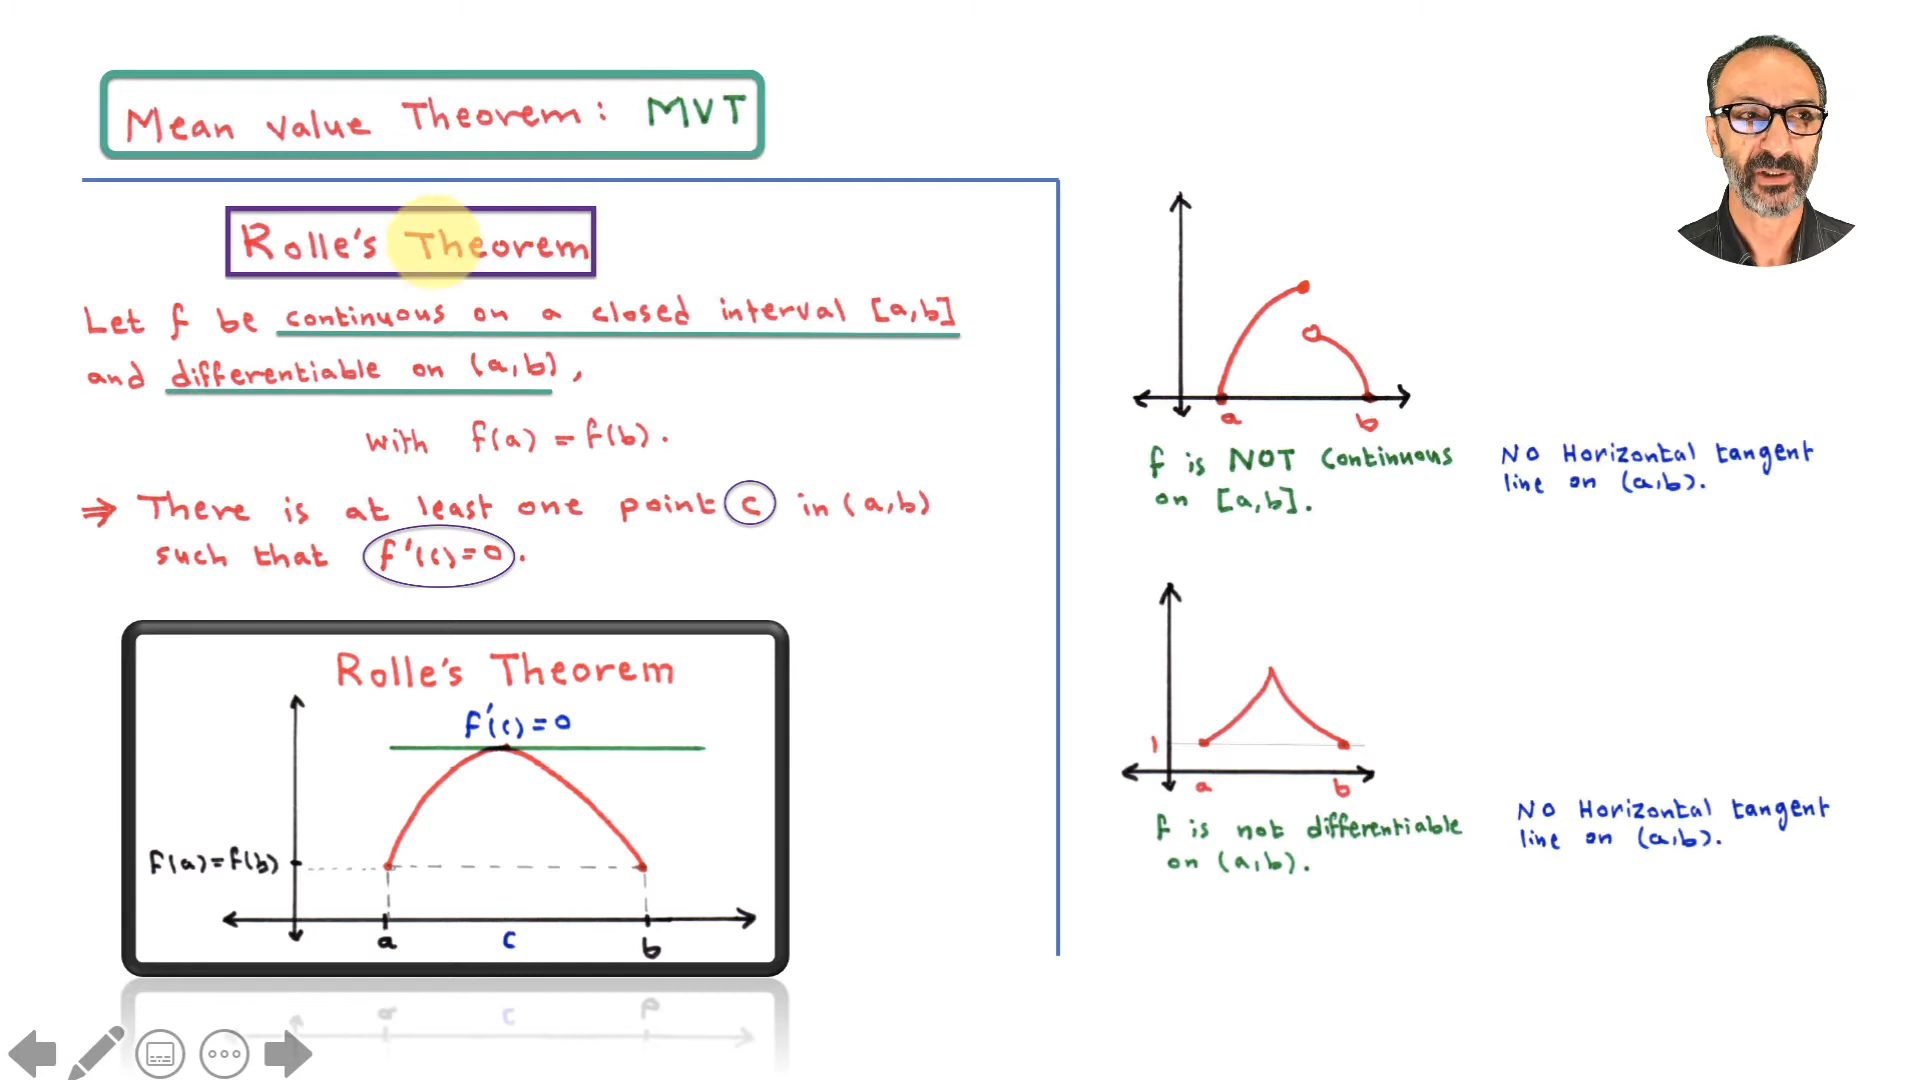 Mean value Theorem: MVT
Rolle's Theorem
Let f be continuous on a closed interval [a,b]
and differentiable on (a,b),
with f(a) = f(b).
⇒ There is at least one point c in (a,b)
such that f'(c)=0.
Rolle's Theorem
f'(c)=0
f(a)=f(b)
a c b
a b
f is NOT continuous
on [a,b].
No Horizontal tangent
line on (a,b).
1
a b
f is not differentiable
on (a,b).
No Horizontal tangent
line on (a,b).